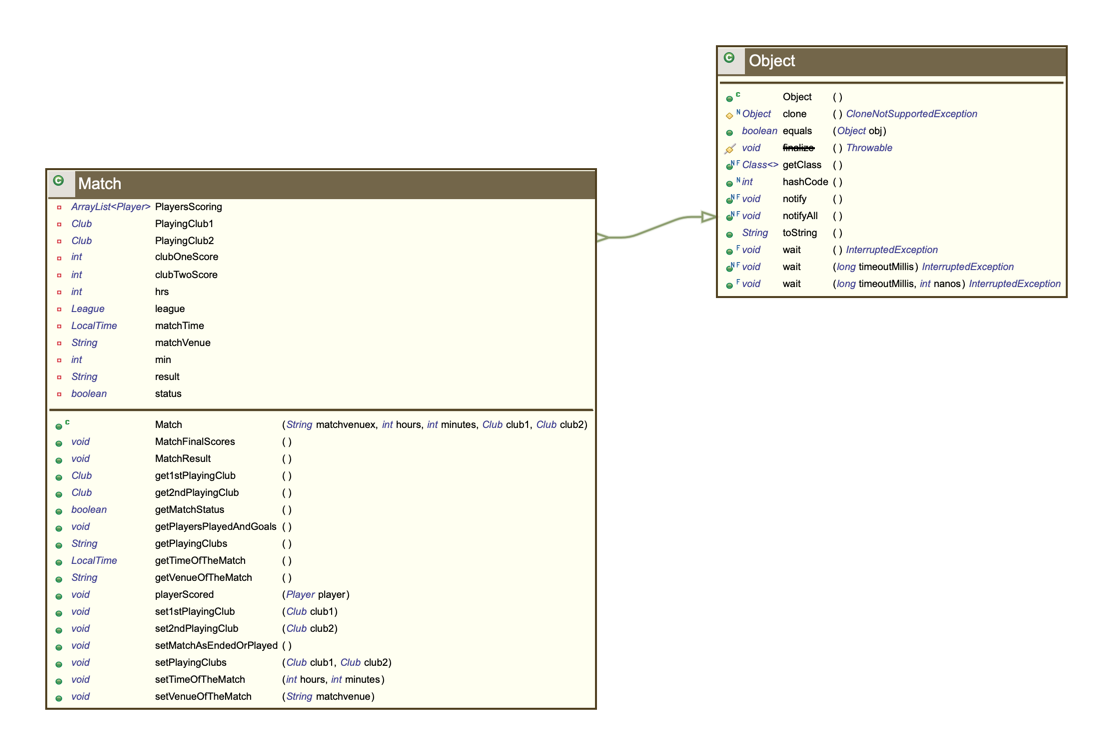 C Object
C Object ( )
N Object clone ( ) CloneNotSupportedException
boolean equals (Object obj)
void finalize ( ) Throwable
N F Class<> getClass ( )
N int hashCode ( )
N F void notify ( )
N F void notifyAll ( )
String toString ( )
F void wait ( ) InterruptedException
N F void wait (long timeoutMillis) InterruptedException
F void wait (long timeoutMillis, int nanos) InterruptedException
C Match
ArrayList<Player> PlayersScoring
Club PlayingClub1
Club PlayingClub2
int clubOneScore
int clubTwoScore
int hrs
League league
LocalTime matchTime
String matchVenue
int min
String result
boolean status
C Match (String matchvenuex, int hours, int minutes, Club club1, Club club2)
void MatchFinalScores ( )
void MatchResult ( )
Club get1stPlayingClub ( )
Club get2ndPlayingClub ( )
boolean getMatchStatus ( )
void getPlayersPlayedAndGoals ( )
String getPlayingClubs ( )
LocalTime getTimeOfTheMatch ( )
String getVenueOfTheMatch ( )
void playerScored (Player player)
void set1stPlayingClub (Club club1)
void set2ndPlayingClub (Club club2)
void setMatchAsEndedOrPlayed ( )
void setPlayingClubs (Club club1, Club club2)
void setTimeOfTheMatch (int hours, int minutes)
void setVenueOfTheMatch (String matchvenue)